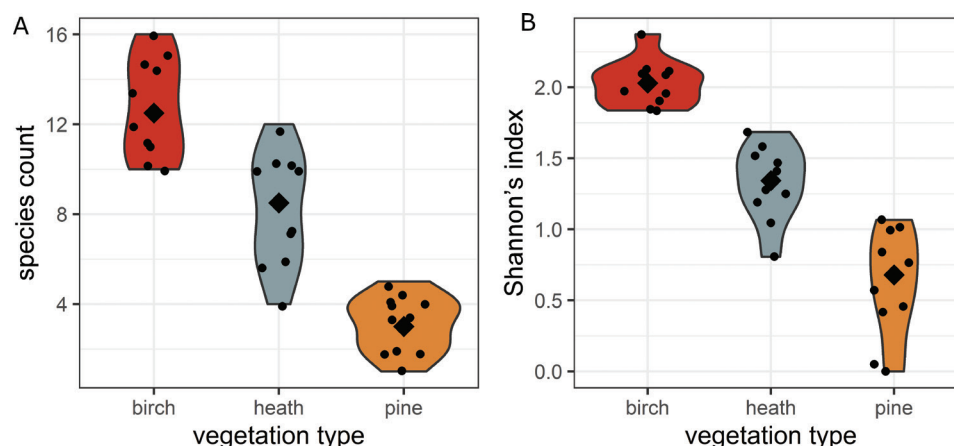 A
species count
16
12
8
4
birch heath pine
vegetation type
B
Shannon's index
2.0
1.5
1.0
0.5
0.0
birch heath pine
vegetation type